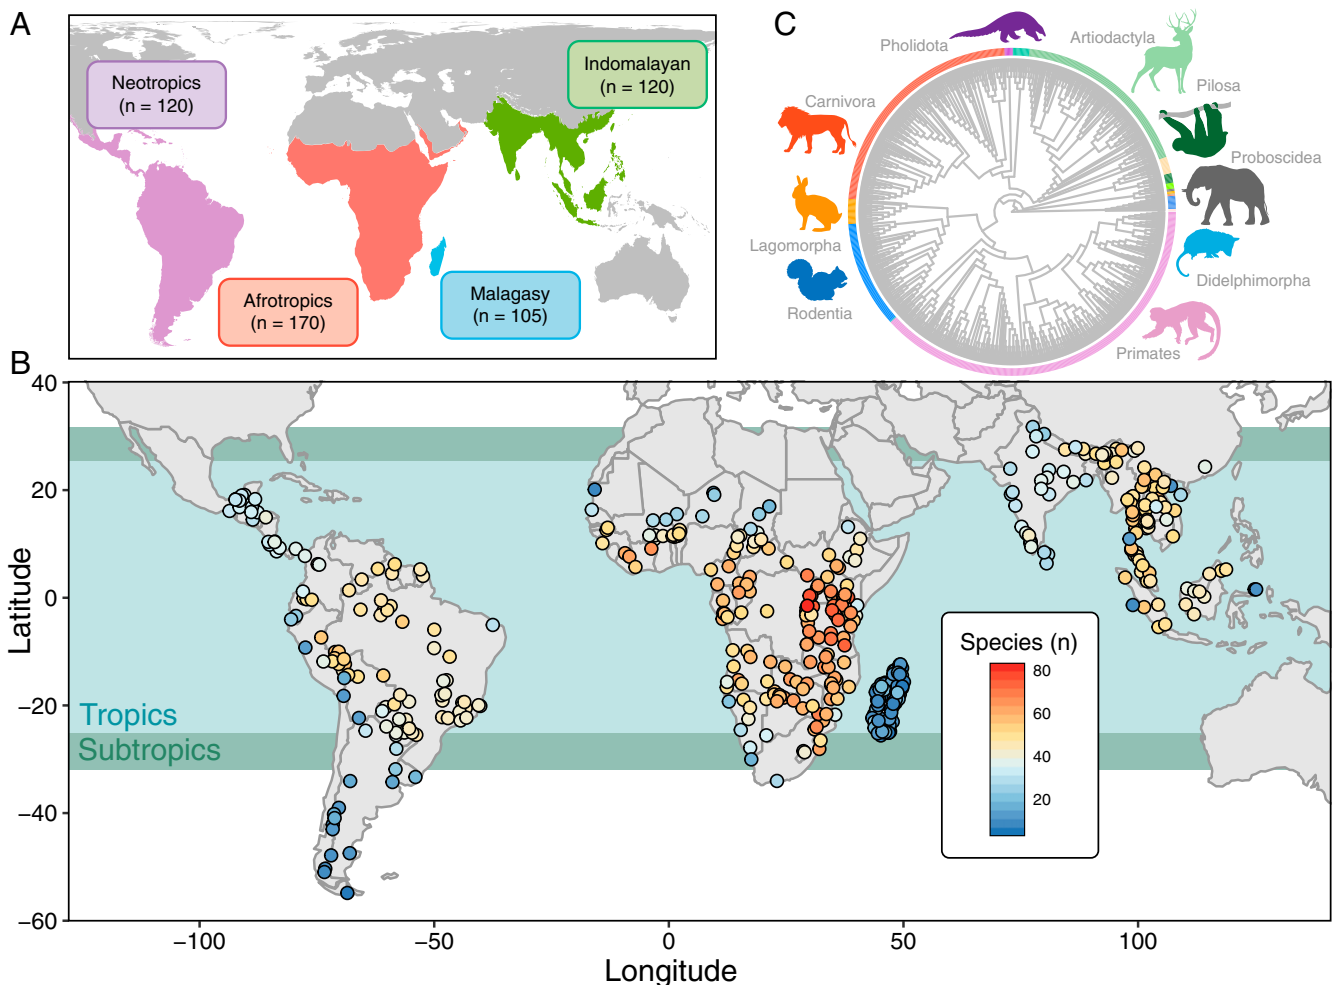 A
Neotropics
(n = 120)
Indomalayan
(n = 120)
Afrotropics
(n = 170)
Malagasy
(n = 105)
C
Pholidota
Artiodactyla
Pilosa
Carnivora
Proboscidea
Lagomorpha
Didelphimorpha
Rodentia
Primates
B
40
20
0
−20
−40
−60
Latitude
Tropics
Subtropics
Species (n)
80
60
40
20
−100
−50
0
50
100
Longitude